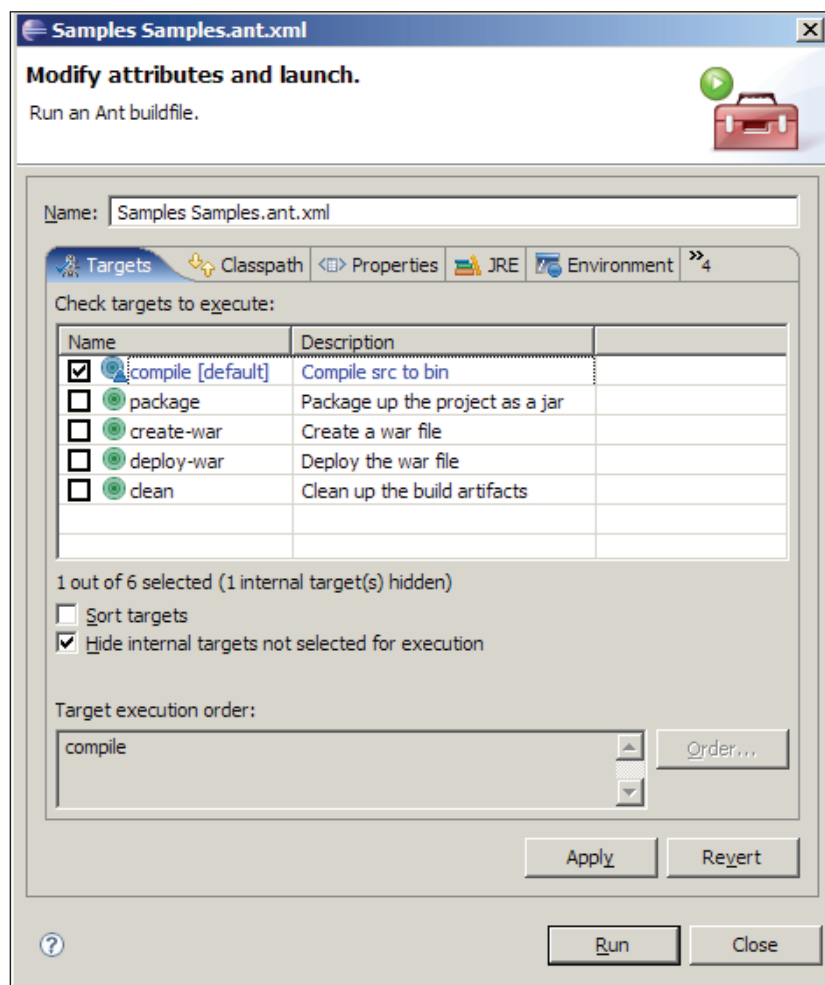 Samples Samples.ant.xml
Modify attributes and launch.
Run an Ant buildfile.
Name: Samples Samples.ant.xml
Targets Classpath Properties JRE Environment »4
Check targets to execute:
Name Description
compile [default] Compile src to bin
package Package up the project as a jar
create-war Create a war file
deploy-war Deploy the war file
clean Clean up the build artifacts
1 out of 6 selected (1 internal target(s) hidden)
Sort targets
Hide internal targets not selected for execution
Target execution order:
compile Order...
Apply Revert
? Run Close